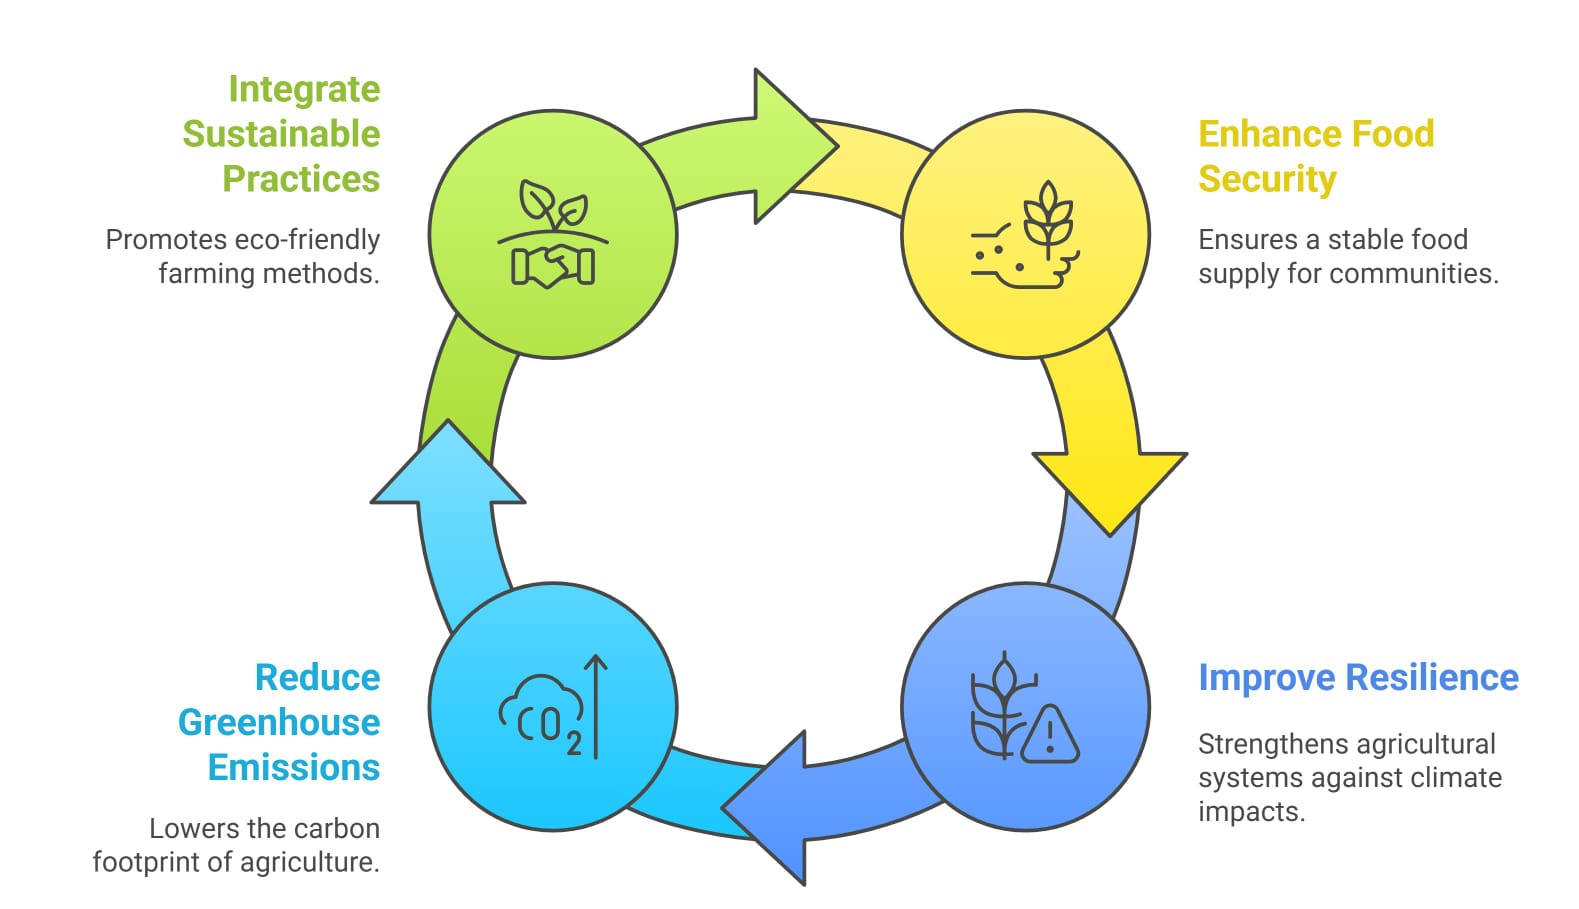 Integrate
Sustainable
Practices
Promotes eco-friendly
farming methods.
Enhance Food
Security
Ensures a stable food
supply for communities.
Reduce
Greenhouse
Emissions
Lowers the carbon
footprint of agriculture.
CO2
Improve Resilience
Strengthens agricultural
systems against climate
impacts.